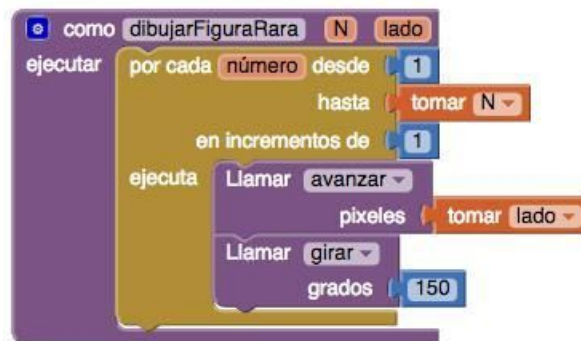 como dibujarFiguraRara N lado
ejecutar por cada número desde 1
hasta tomar N
en incrementos de 1
ejecuta Llamar avanzar
pixeles tomar lado
Llamar girar
grados 150